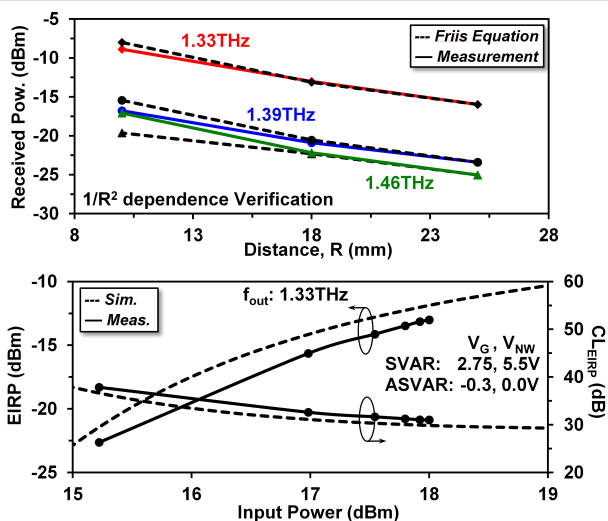 Received Pow. (dBm)
-5
-10
-15
-20
-25
-30
1.33THz
Friis Equation
Measurement
1.39THz
1.46THz
1/R² dependence Verification
8
13
18
23
28
Distance, R (mm)
EIRP (dBm)
-10
-15
-20
-25
Sim.
Meas.
f_out: 1.33THz
V_G , V_NW
SVAR: 2.75, 5.5V
ASVAR: -0.3, 0.0V
60
50
40
30
20
CL_EIRP (dB)
15
16
17
18
19
Input Power (dBm)